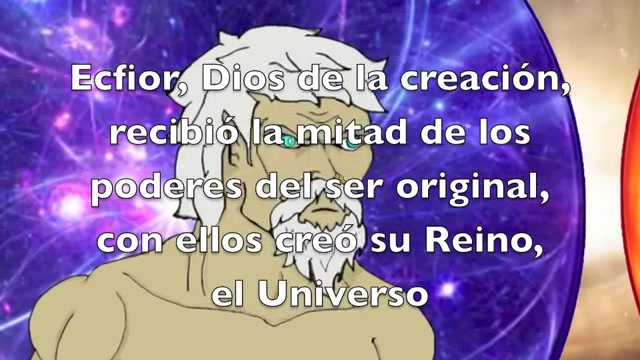 Ecfior, Dios de la creación,
recibió la mitad de los
poderes del ser original,
con ellos creó su Reino,
el Universo